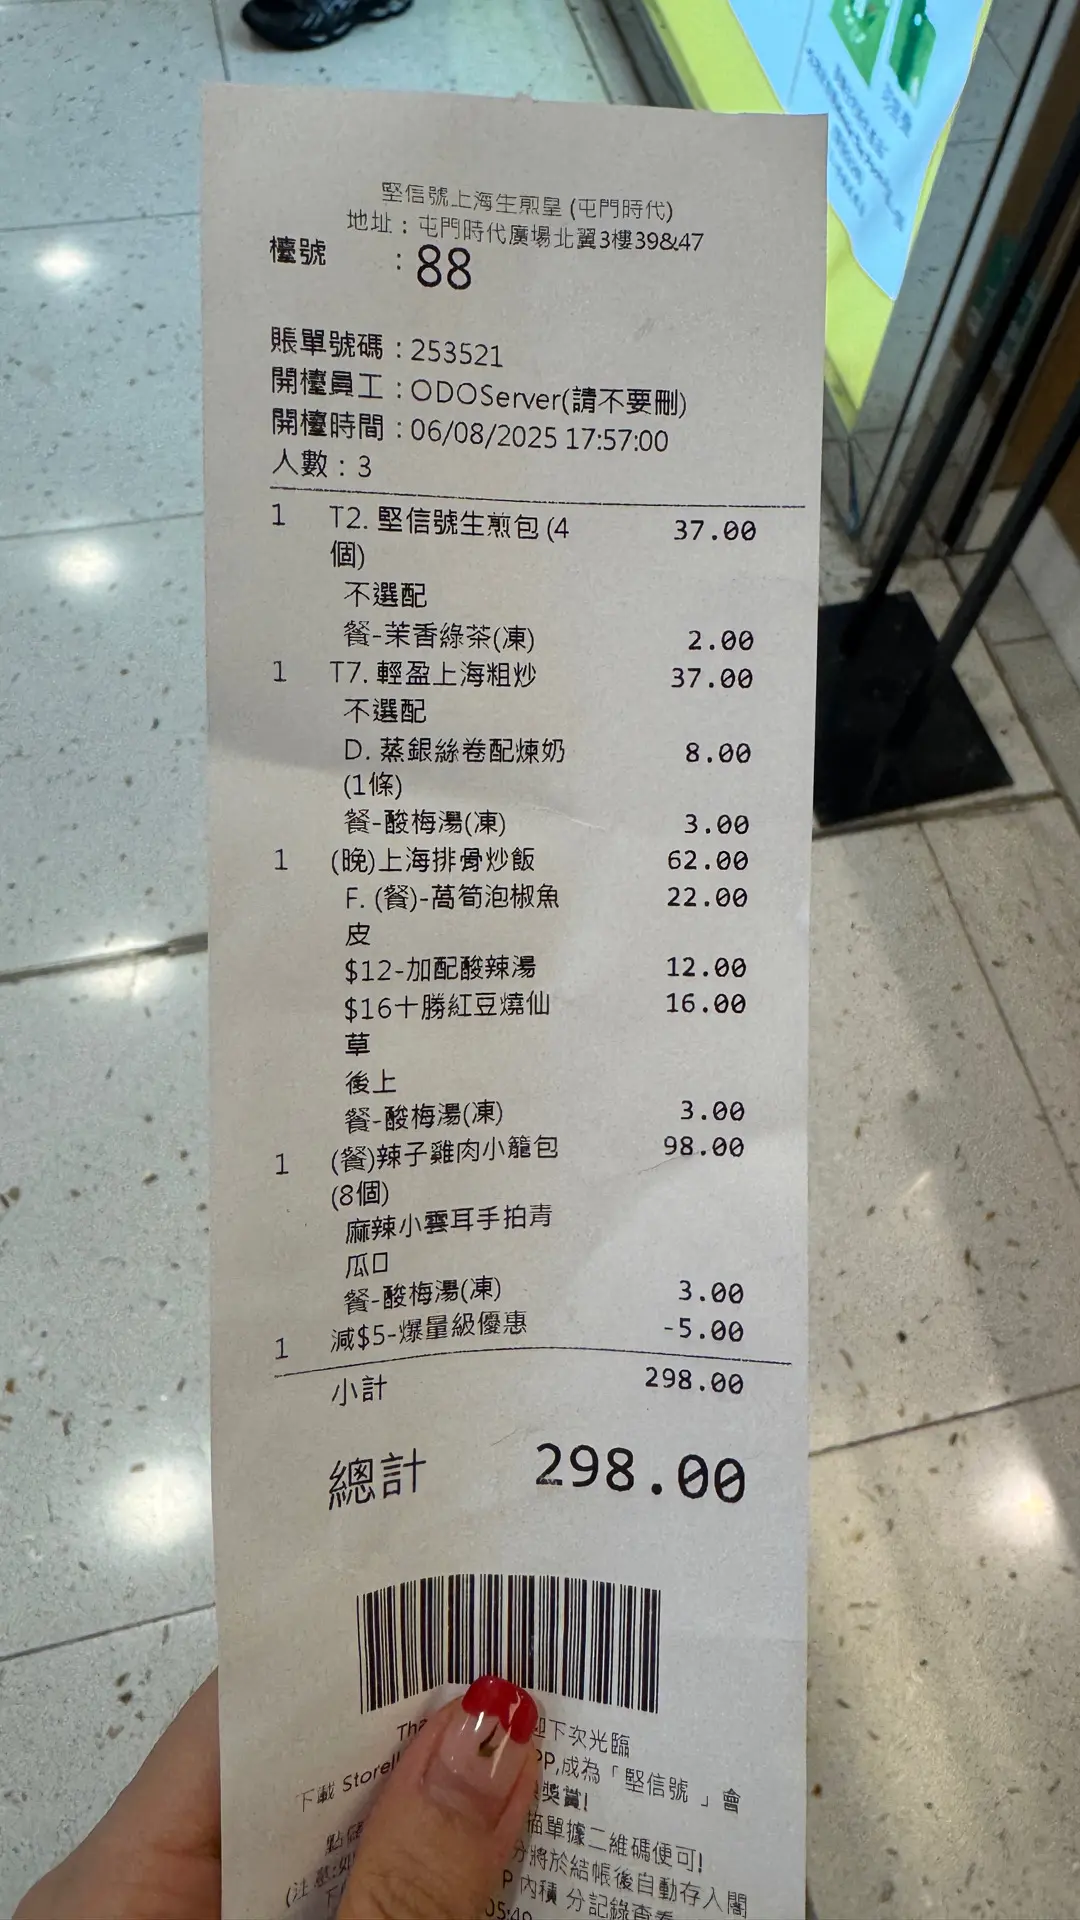 堅信號上海生煎皇 (屯門時代)
地址：屯門時代廣場北翼3樓39&47
檯號 : 88
賬單號碼：253521
開檯員工：ODOServer(請不要刪)
開檯時間：06/08/2025 17:57:00
人數：3
1 T2. 堅信號生煎包 (4 37.00
個)
不選配
餐-茉香綠茶(凍) 2.00
1 T7. 輕盈上海粗炒 37.00
不選配
D. 蒸銀絲卷配煉奶 8.00
(1條)
餐-酸梅湯(凍) 3.00
1 (晚)上海排骨炒飯 62.00
F. (餐)-萵筍泡椒魚 22.00
皮
$12-加配酸辣湯 12.00
$16十勝紅豆燒仙 16.00
草
後上
餐-酸梅湯(凍) 3.00
1 (餐)辣子雞肉小籠包 98.00
(8個)
麻辣小雲耳手拍青
瓜口
餐-酸梅湯(凍) 3.00
1 減$5-爆量級優惠 -5.00
小計 298.00
總計 298.00
迎下次光臨
下載 PP,成為「堅信號」會
獎賞!
單據二維碼便可!
將於結帳後自動存入閣
P 內積 分記錄查
05:49